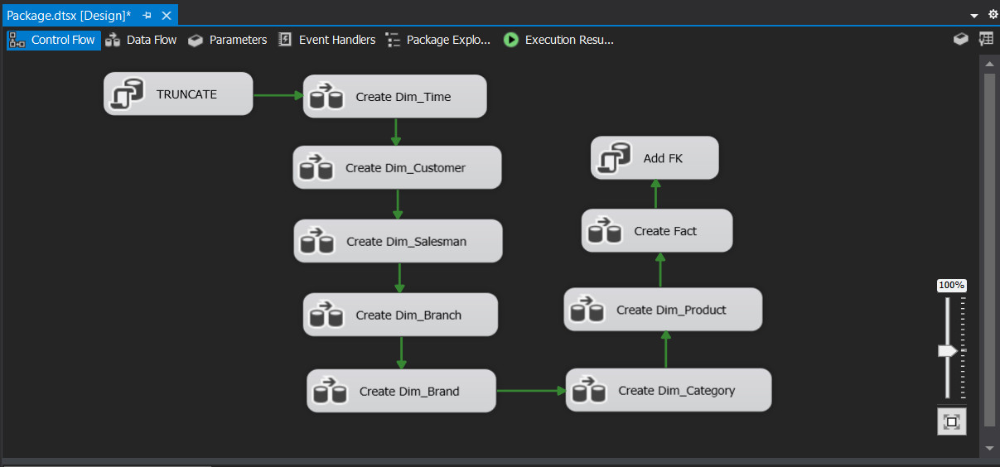 Package.dtsx [Design]*
Control Flow Data Flow Parameters Event Handlers Package Explo... Execution Resu...
TRUNCATE
Create Dim_Time
Create Dim_Customer
Create Dim_Salesman
Create Dim_Branch
Create Dim_Brand
Create Dim_Category
Create Dim_Product
Create Fact
Add FK
100%